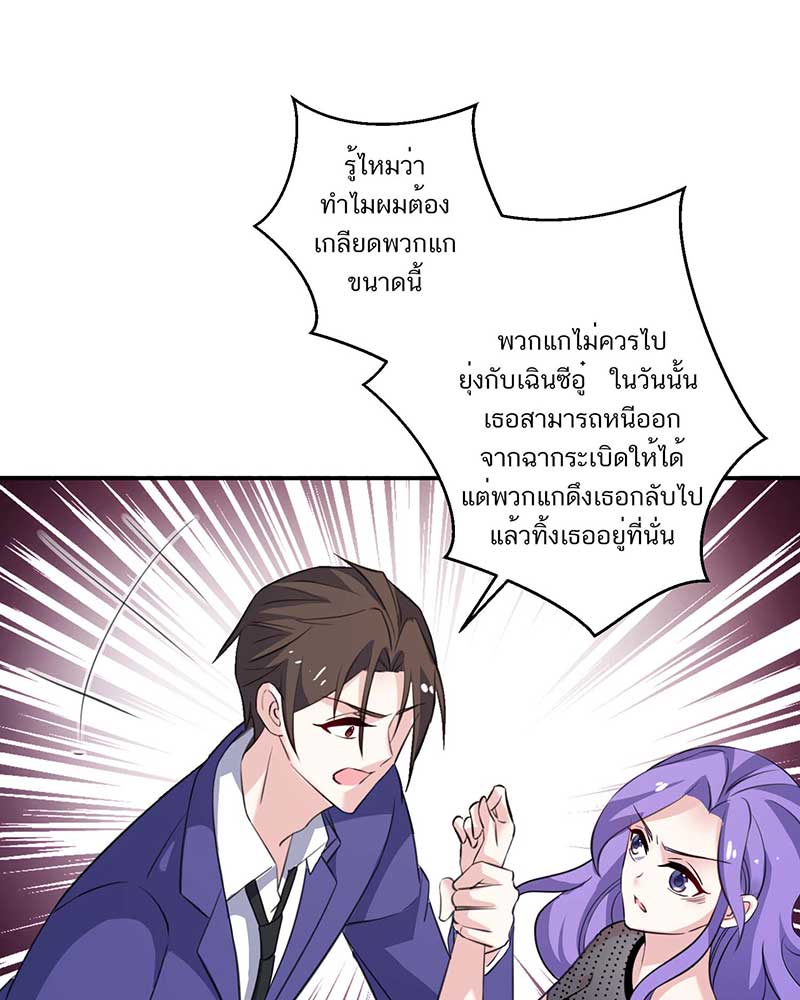 รู้ไหมว่า
ทำไมผมต้อง
เกลียดพวกแก
ขนาดนี้
พวกแกไม่ควรไป
ยุ่งกับเฉินซีอู๋ ในวันนั้น
เธอสามารถหนีออก
จากฉากระเบิดให้ได้
แต่พวกแกดึงเธอกลับไป
แล้วทิ้งเธออยู่ที่นั่น